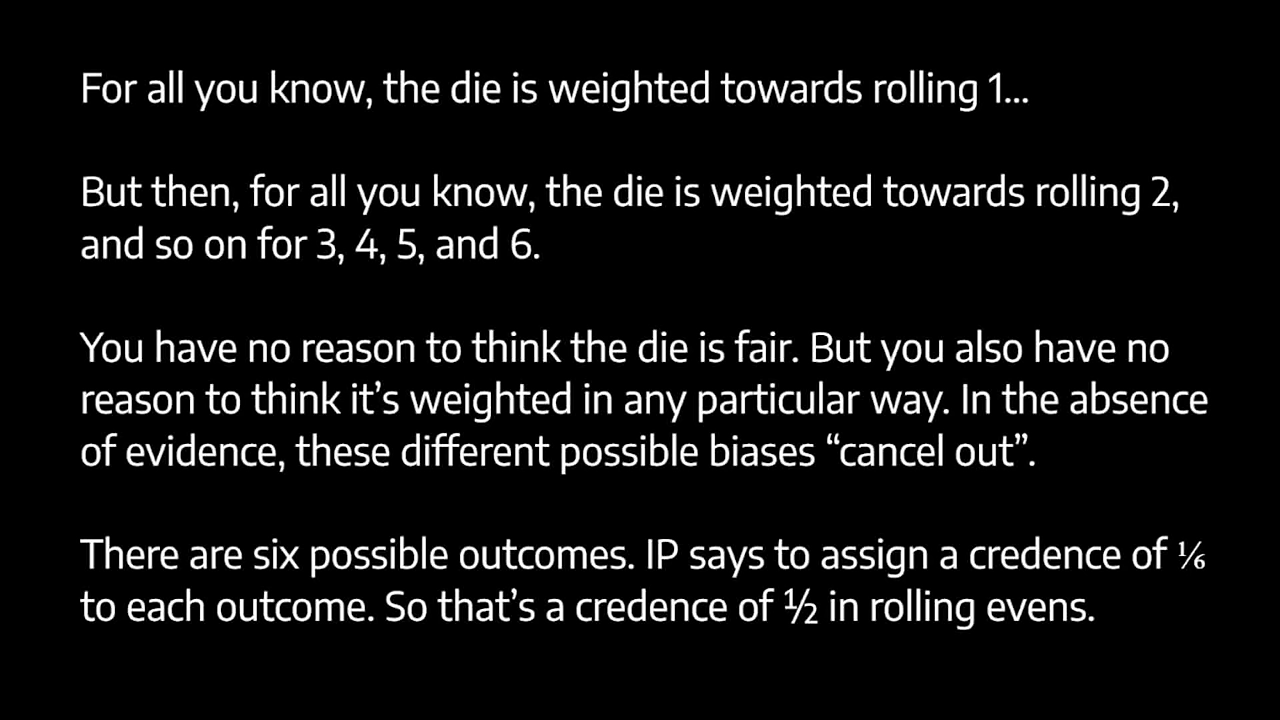 For all you know, the die is weighted towards rolling 1...
But then, for all you know, the die is weighted towards rolling 2,
and so on for 3, 4, 5, and 6.
You have no reason to think the die is fair. But you also have no
reason to think it’s weighted in any particular way. In the absence
of evidence, these different possible biases “cancel out”.
There are six possible outcomes. IP says to assign a credence of ⅙
to each outcome. So that’s a credence of ½ in rolling evens.